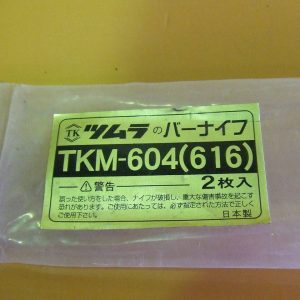 TK ツムラのバーナイフ
TKM-604(616)
⚠警告 2枚入
誤った使い方をした場合、ナイフが破損し、重大な傷害事故を起こす
恐れがあります。ご使用にあたっては、必ず指定された方法で正しく
ご使用下さい。
日本製